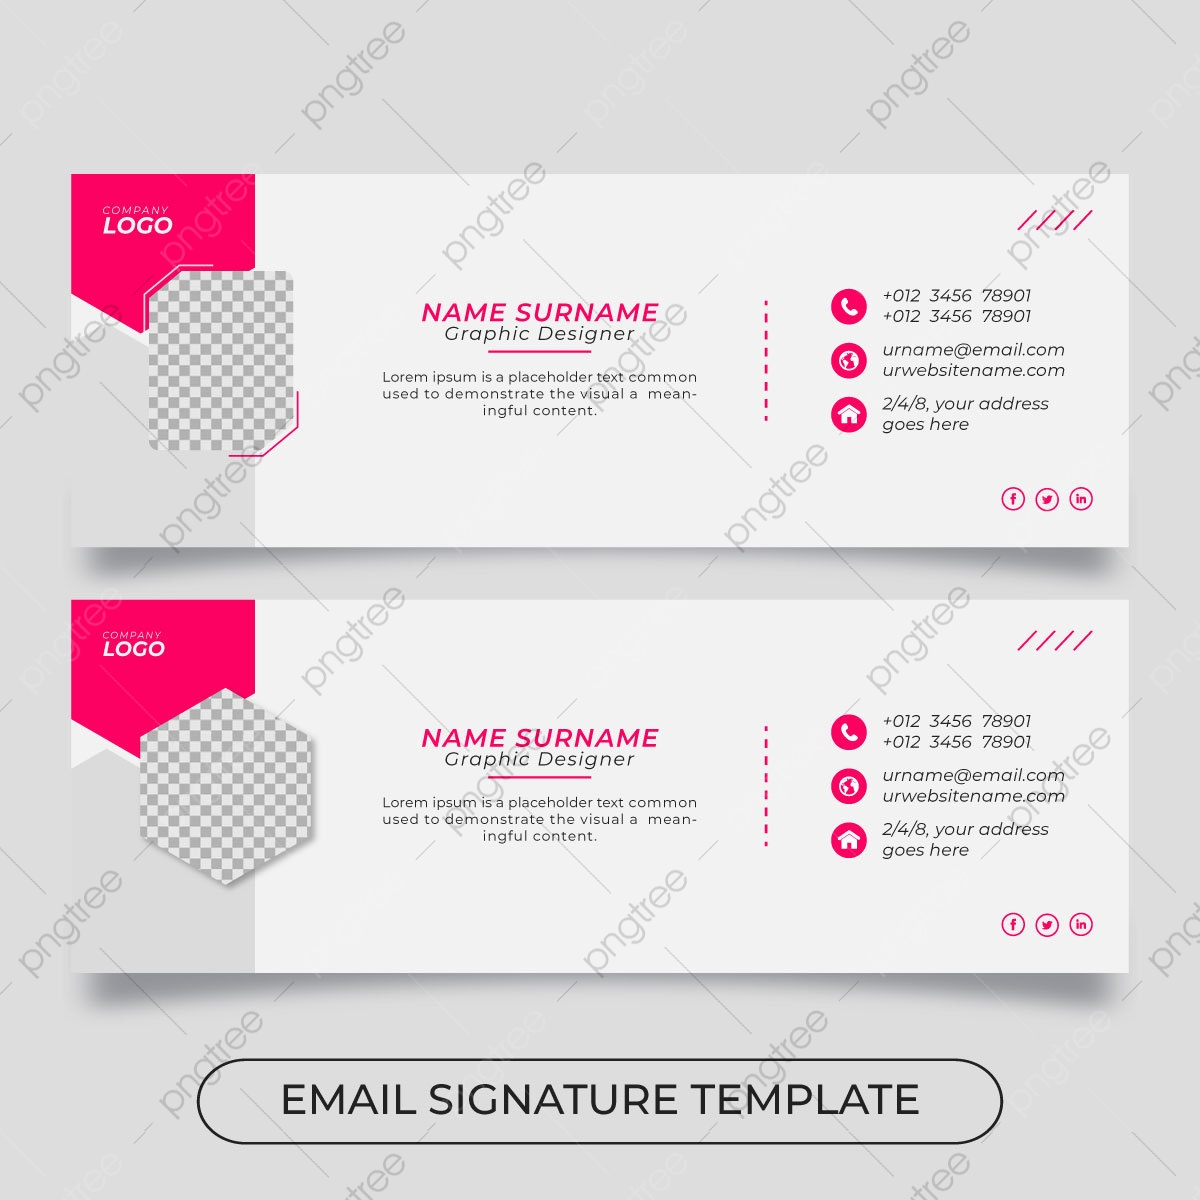 COMPANY
LOGO
NAME SURNAME
Graphic Designer
Lorem ipsum is a placeholder text common
used to demonstrate the visual a mean-
ingful content.
+012 3456 78901
+012 3456 78901
urname@email.com
urwebsitename.com
2/4/8, your address
goes here
f
in
COMPANY
LOGO
NAME SURNAME
Graphic Designer
Lorem ipsum is a placeholder text common
used to demonstrate the visual a mean-
ingful content.
+012 3456 78901
+012 3456 78901
urname@email.com
urwebsitename.com
2/4/8, your address
goes here
f
in
EMAIL SIGNATURE TEMPLATE
pngtree